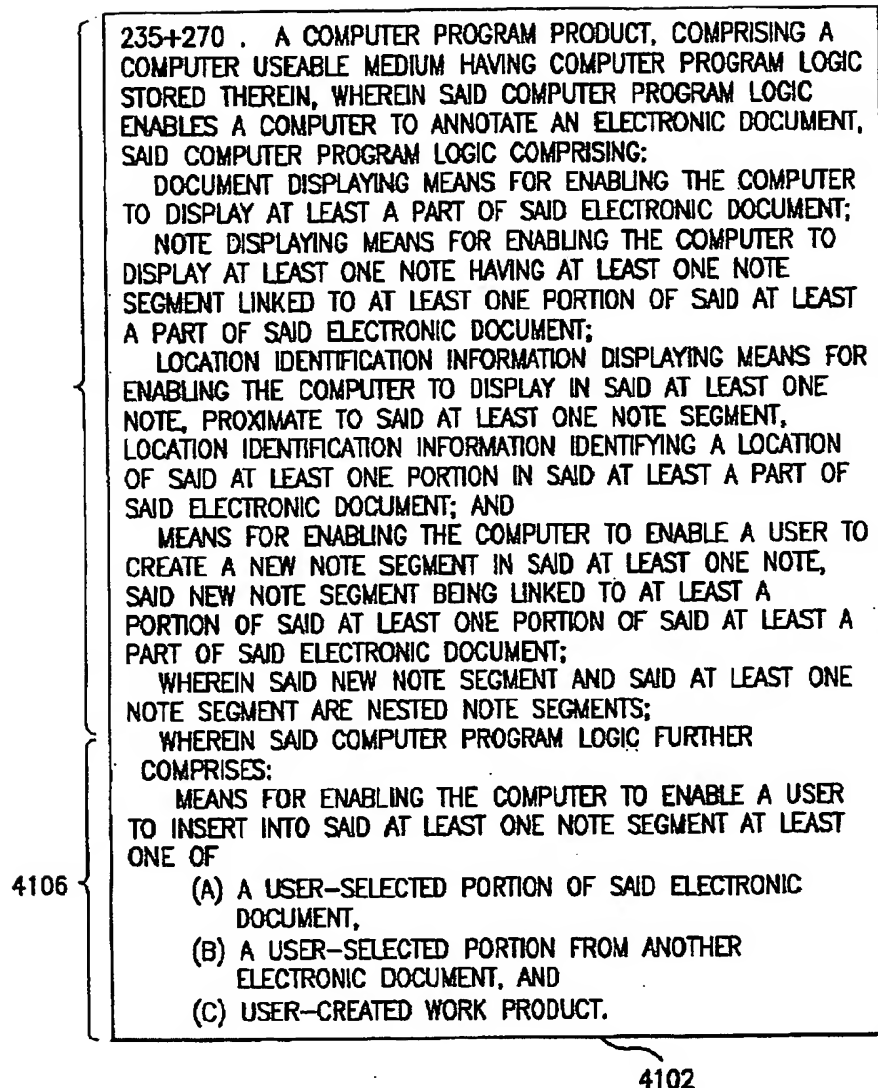 235+270 . A COMPUTER PROGRAM PRODUCT, COMPRISING A
COMPUTER USEABLE MEDIUM HAVING COMPUTER PROGRAM LOGIC
STORED THEREIN, WHEREIN SAID COMPUTER PROGRAM LOGIC
ENABLES A COMPUTER TO ANNOTATE AN ELECTRONIC DOCUMENT,
SAID COMPUTER PROGRAM LOGIC COMPRISING:
DOCUMENT DISPLAYING MEANS FOR ENABLING THE COMPUTER
TO DISPLAY AT LEAST A PART OF SAID ELECTRONIC DOCUMENT;
NOTE DISPLAYING MEANS FOR ENABLING THE COMPUTER TO
DISPLAY AT LEAST ONE NOTE HAVING AT LEAST ONE NOTE
SEGMENT LINKED TO AT LEAST ONE PORTION OF SAID AT LEAST
A PART OF SAID ELECTRONIC DOCUMENT;
LOCATION IDENTIFICATION INFORMATION DISPLAYING MEANS FOR
ENABLING THE COMPUTER TO DISPLAY IN SAID AT LEAST ONE
NOTE, PROXIMATE TO SAID AT LEAST ONE NOTE SEGMENT,
LOCATION IDENTIFICATION INFORMATION IDENTIFYING A LOCATION
OF SAID AT LEAST ONE PORTION IN SAID AT LEAST A PART OF
SAID ELECTRONIC DOCUMENT; AND
MEANS FOR ENABLING THE COMPUTER TO ENABLE A USER TO
CREATE A NEW NOTE SEGMENT IN SAID AT LEAST ONE NOTE,
SAID NEW NOTE SEGMENT BEING LINKED TO AT LEAST A
PORTION OF SAID AT LEAST ONE PORTION OF SAID AT LEAST A
PART OF SAID ELECTRONIC DOCUMENT;
WHEREIN SAID NEW NOTE SEGMENT AND SAID AT LEAST ONE
NOTE SEGMENT ARE NESTED NOTE SEGMENTS;
WHEREIN SAID COMPUTER PROGRAM LOGIC FURTHER
COMPRISES:
MEANS FOR ENABLING THE COMPUTER TO ENABLE A USER
TO INSERT INTO SAID AT LEAST ONE NOTE SEGMENT AT LEAST
ONE OF
4106
(A) A USER-SELECTED PORTION OF SAID ELECTRONIC
DOCUMENT,
(B) A USER-SELECTED PORTION FROM ANOTHER
ELECTRONIC DOCUMENT, AND
(C) USER-CREATED WORK PRODUCT.
4102